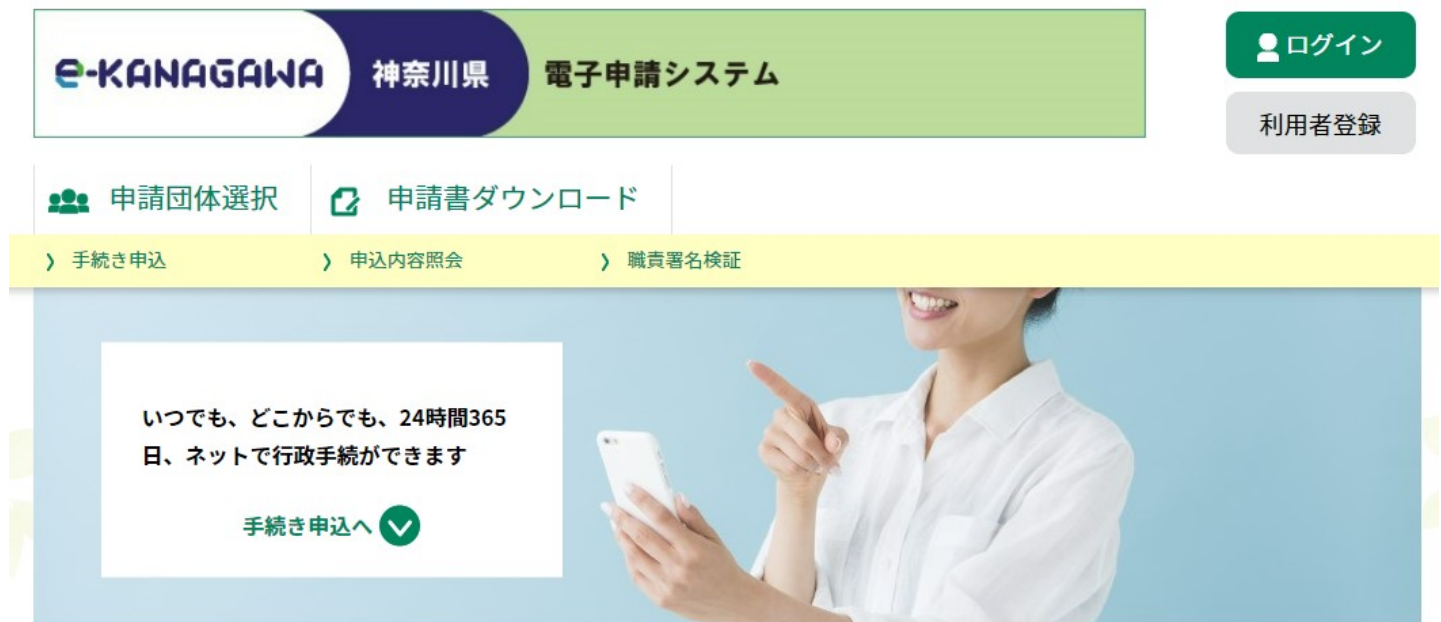 e-KANAGAWA 神奈川県 電子申請システム
ログイン
利用者登録
申請団体選択 申請書ダウンロード
手続き申込 申込内容照会 職責署名検証
いつでも、どこからでも、24時間365
日、ネットで行政手続ができます
手続き申込へ